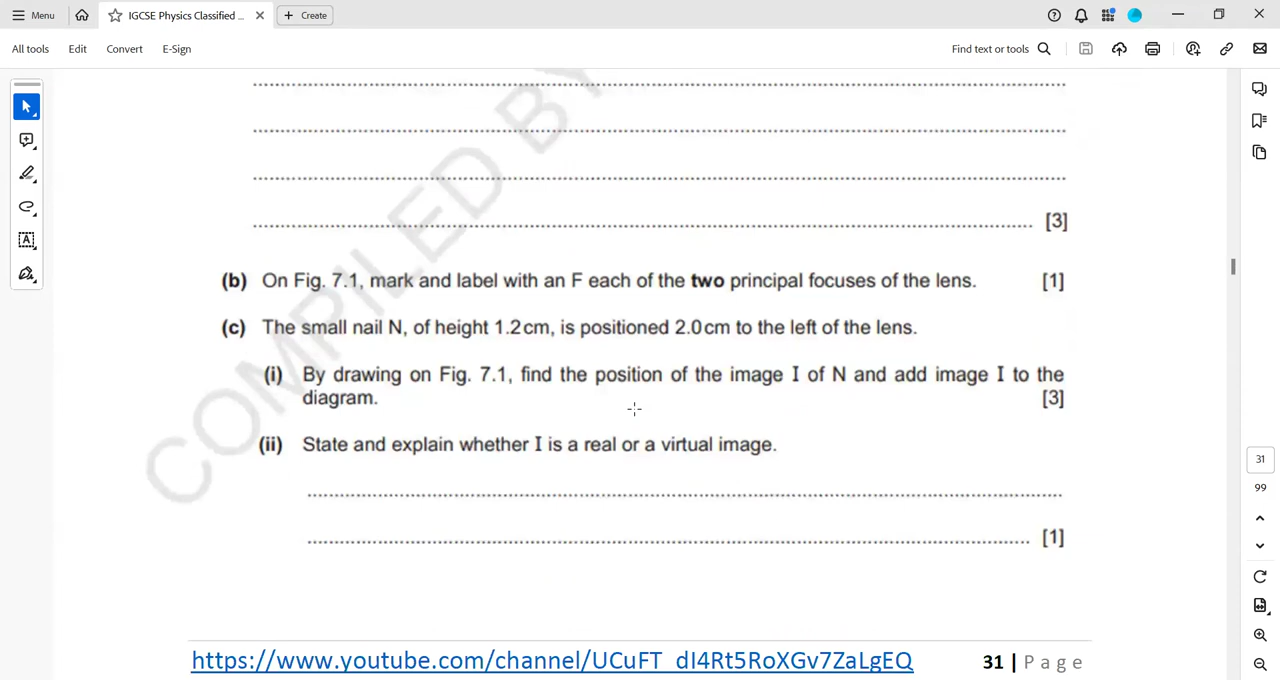 Menu
IGCSE Physics Classified ...
Create
All tools
Edit
Convert
E-Sign
Find text or tools
COMPILED BY
[3]
(b) On Fig. 7.1, mark and label with an F each of the two principal focuses of the lens. [1]
(c) The small nail N, of height 1.2 cm, is positioned 2.0 cm to the left of the lens.
(i) By drawing on Fig. 7.1, find the position of the image I of N and add image I to the
diagram. [3]
(ii) State and explain whether I is a real or a virtual image.
[1]
31
99
https://www.youtube.com/channel/UCuFT_dI4Rt5RoXGv7ZaLgEQ
31 | Page